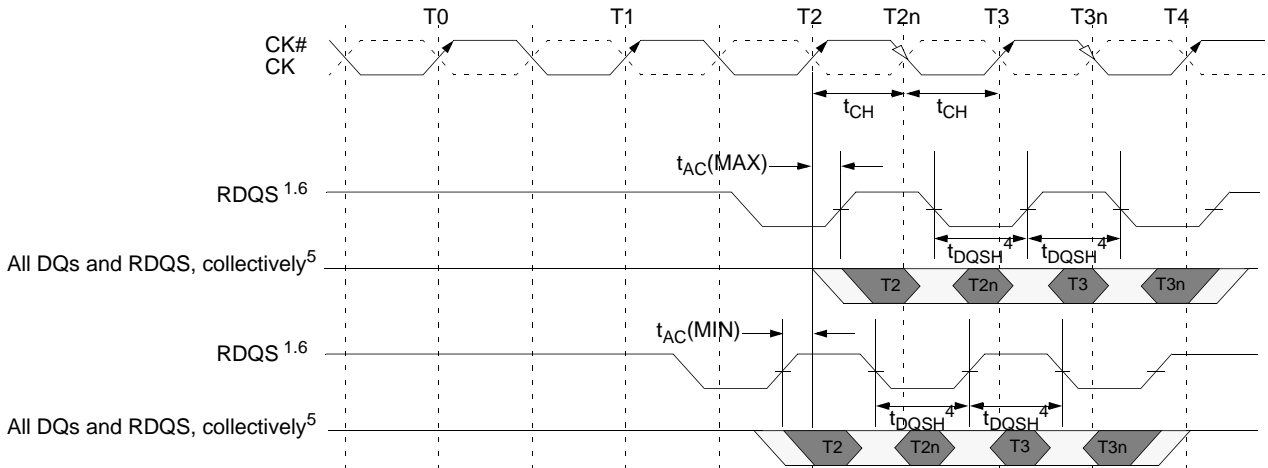 T0 T1 T2 T2n T3 T3n T4
CK#
CK
tCH tCH
tAC(MAX)
RDQS 1.6
tDQSH4 tDQSH4
All DQs and RDQS, collectively5
T2 T2n T3 T3n
tAC(MIN)
RDQS 1.6
tDQSH4 tDQSH4
All DQs and RDQS, collectively5
T2 T2n T3 T3n